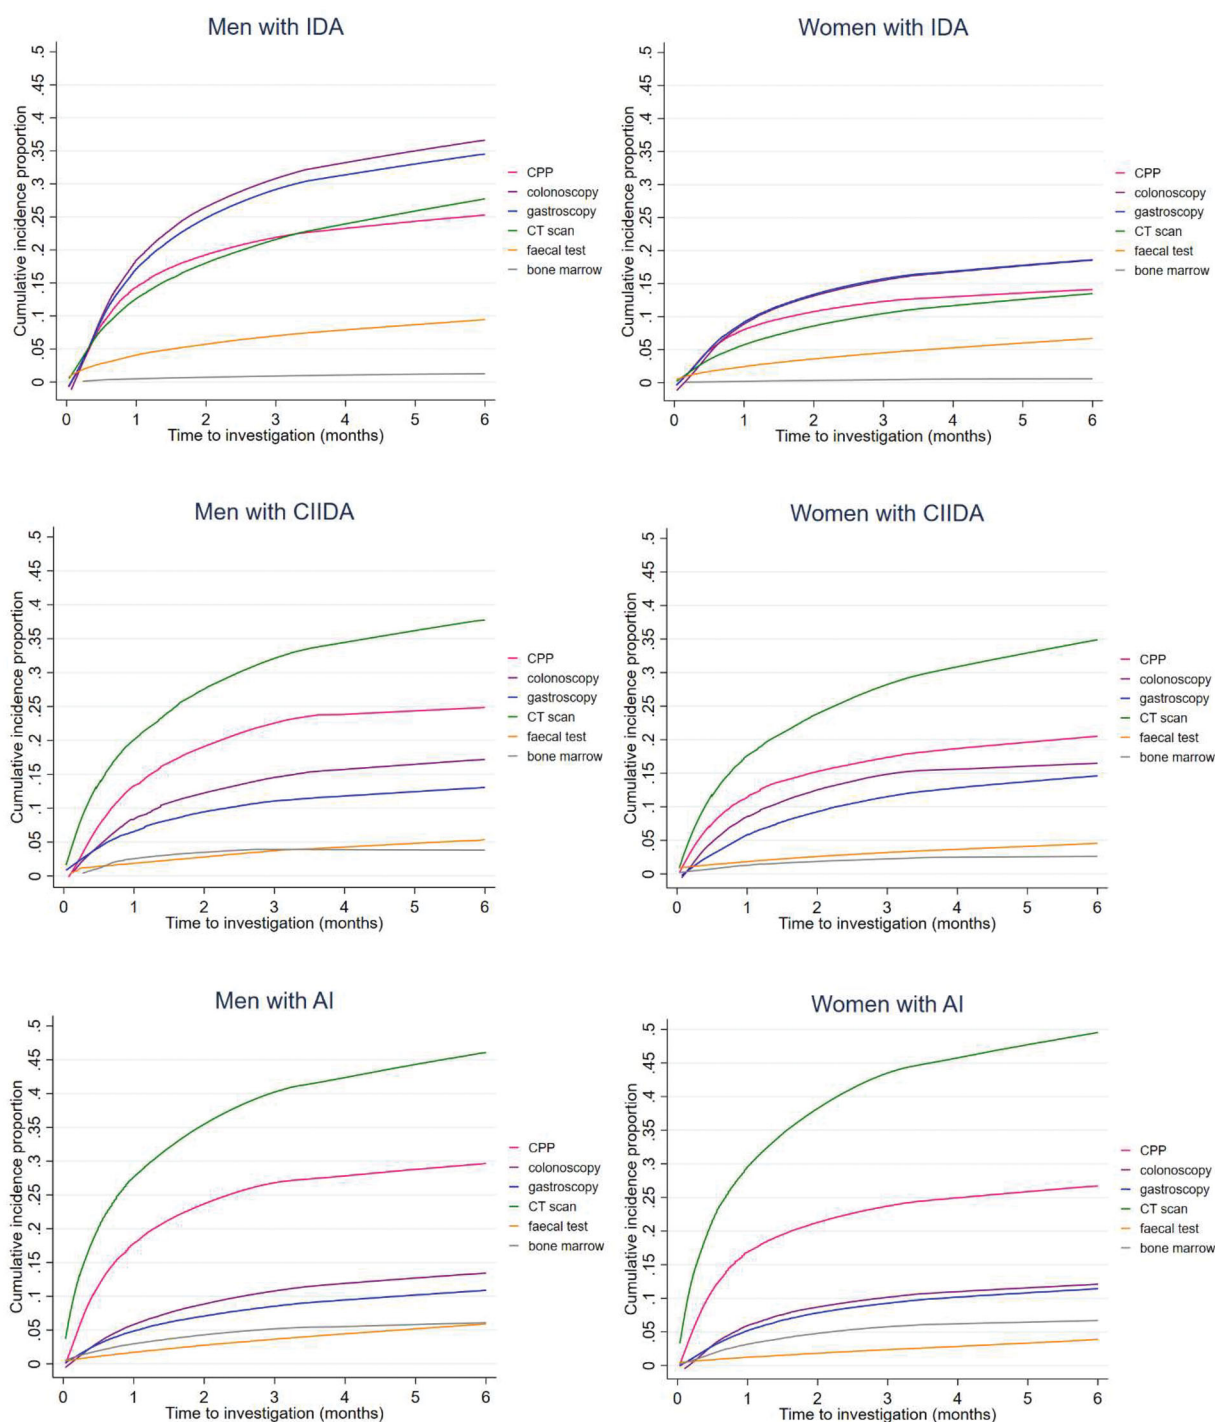 Men with IDA
Cumulative incidence proportion
.5
.45
.4
.35
.3
.25
.2
.15
.1
.05
0
0 1 2 3 4 5 6
Time to investigation (months)
CPP
colonoscopy
gastroscopy
CT scan
faecal test
bone marrow
Women with IDA
Cumulative incidence proportion
.5
.45
.4
.35
.3
.25
.2
.15
.1
.05
0
0 1 2 3 4 5 6
Time to investigation (months)
CPP
colonoscopy
gastroscopy
CT scan
faecal test
bone marrow
Men with CIIDA
Cumulative incidence proportion
.5
.45
.4
.35
.3
.25
.2
.15
.1
.05
0
0 1 2 3 4 5 6
Time to investigation (months)
CPP
colonoscopy
gastroscopy
CT scan
faecal test
bone marrow
Women with CIIDA
Cumulative incidence proportion
.5
.45
.4
.35
.3
.25
.2
.15
.1
.05
0
0 1 2 3 4 5 6
Time to investigation (months)
CPP
colonoscopy
gastroscopy
CT scan
faecal test
bone marrow
Men with AI
Cumulative incidence proportion
.5
.45
.4
.35
.3
.25
.2
.15
.1
.05
0
0 1 2 3 4 5 6
Time to investigation (months)
CPP
colonoscopy
gastroscopy
CT scan
faecal test
bone marrow
Women with AI
Cumulative incidence proportion
.5
.45
.4
.35
.3
.25
.2
.15
.1
.05
0
0 1 2 3 4 5 6
Time to investigation (months)
CPP
colonoscopy
gastroscopy
CT scan
faecal test
bone marrow